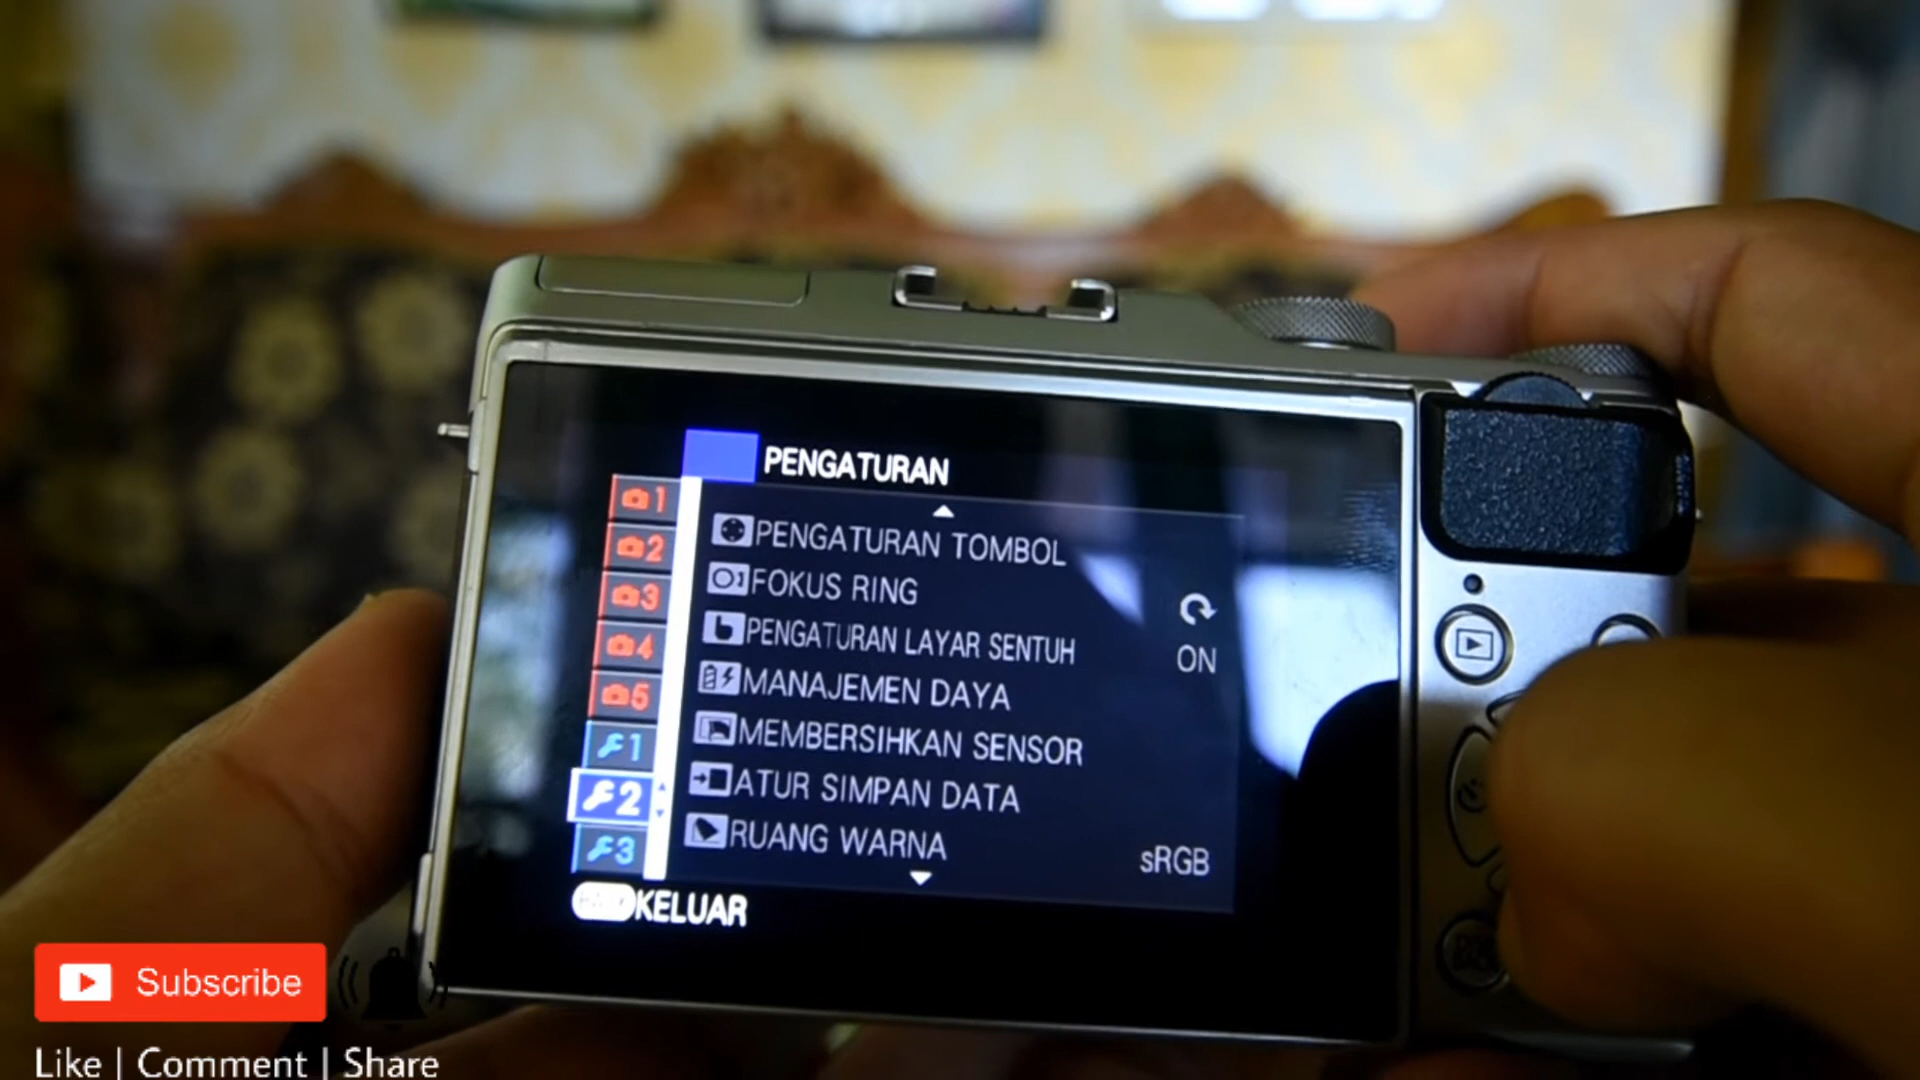 PENGATURAN
1
2
3
4
5
1
2
3
PENGATURAN TOMBOL
FOKUS RING
PENGATURAN LAYAR SENTUH ON
MANAJEMEN DAYA
MEMBERSIHKAN SENSOR
ATUR SIMPAN DATA
RUANG WARNA sRGB
KELUAR
Subscribe
Like | Comment | Share